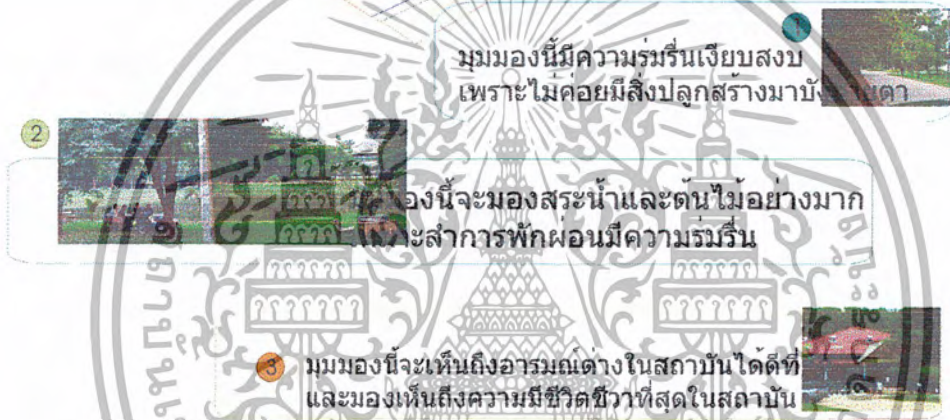 1
มุมมองนี้มีความร่มรื่นเงียบสงบ
เพราะไม่ค่อยมีสิ่งปลูกสร้างมาบัง
2
องนี้จะมองสระน้ำและต้นไม้อย่างมาก
ะสำการพักผ่อนมีความร่มรื่น
3
มุมมองนี้จะเห็นถึงอารมณ์ต่างในสถาบันได้ดีที่
และมองเห็นถึงความมีชีวิตชีวาที่สุดในสถาบัน